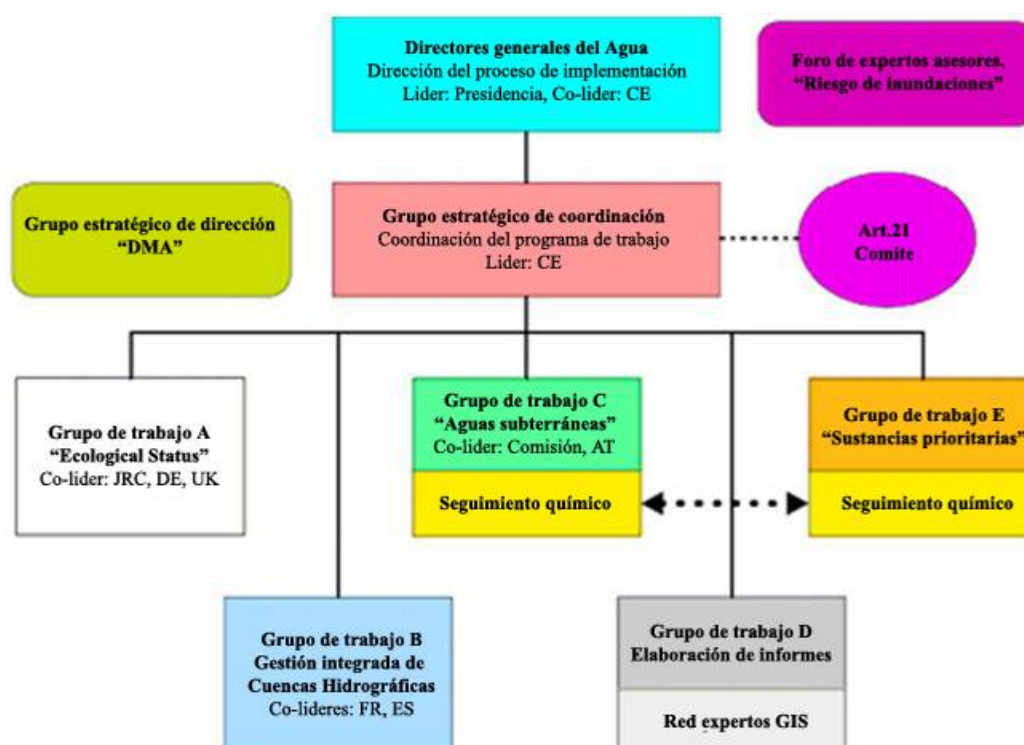 Directores generales del Agua
Dirección del proceso de implementación
Lider: Presidencia, Co-lider: CE
Foro de expertos asesores.
“Riesgo de inundaciones”
Grupo estratégico de dirección
“DMA”
Grupo estratégico de coordinación
Coordinación del programa de trabajo
Lider: CE
Art.21
Comite
Grupo de trabajo A
“Ecological Status”
Co-lider: JRC, DE, UK
Grupo de trabajo C
“Aguas subterráneas”
Co-lider: Comisión, AT
Seguimiento químico
Grupo de trabajo E
“Sustancias prioritarias”
Seguimiento químico
Grupo de trabajo B
Gestión integrada de
Cuencas Hidrográficas
Co-lideres: FR, ES
Grupo de trabajo D
Elaboración de informes
Red expertos GIS